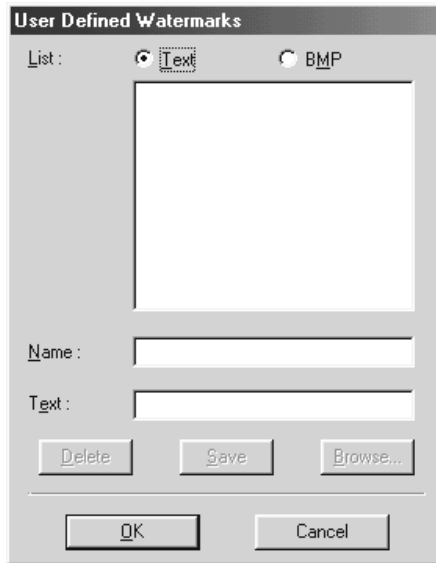 User Defined Watermarks
List : Text BMP
Name :
Text :
Delete Save Browse...
OK Cancel